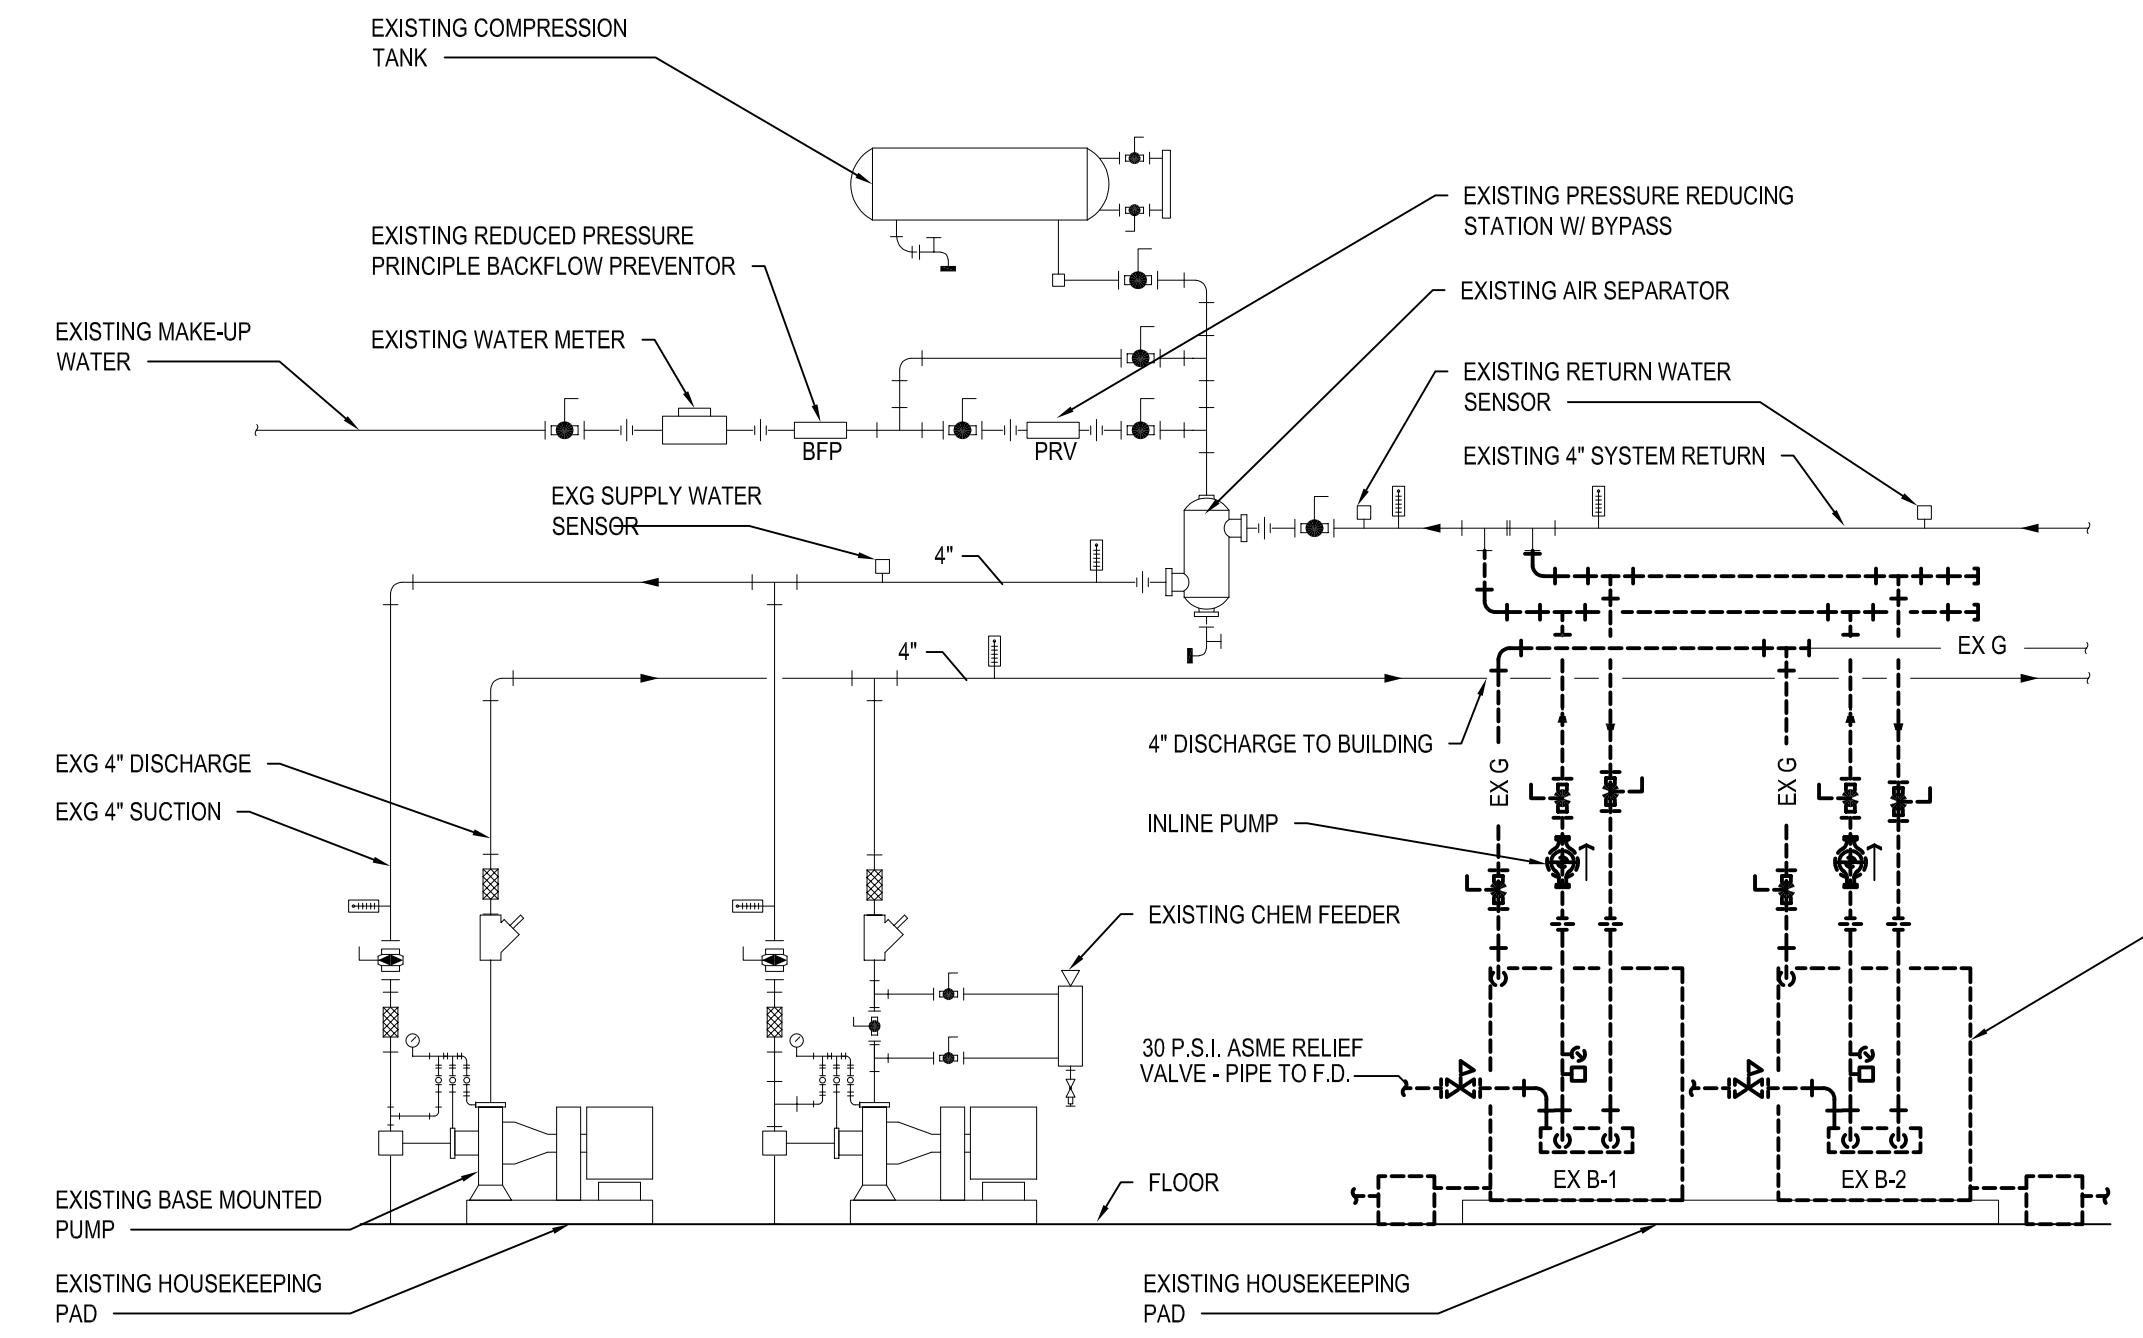 EXISTING COMPRESSION
TANK
EXISTING PRESSURE REDUCING
STATION W/ BYPASS
EXISTING REDUCED PRESSURE
PRINCIPLE BACKFLOW PREVENTOR
EXISTING AIR SEPARATOR
EXISTING MAKE-UP
WATER
EXISTING WATER METER
EXISTING RETURN WATER
SENSOR
BFP
PRV
EXISTING 4" SYSTEM RETURN
EXG SUPPLY WATER
SENSOR
4"
4"
EX G
4" DISCHARGE TO BUILDING
EXG 4" DISCHARGE
EXG 4" SUCTION
EX G
EX G
INLINE PUMP
EXISTING CHEM FEEDER
30 P.S.I. ASME RELIEF
VALVE - PIPE TO F.D.
EX B-1
EX B-2
FLOOR
EXISTING BASE MOUNTED
PUMP
EXISTING HOUSEKEEPING
PAD
EXISTING HOUSEKEEPING
PAD